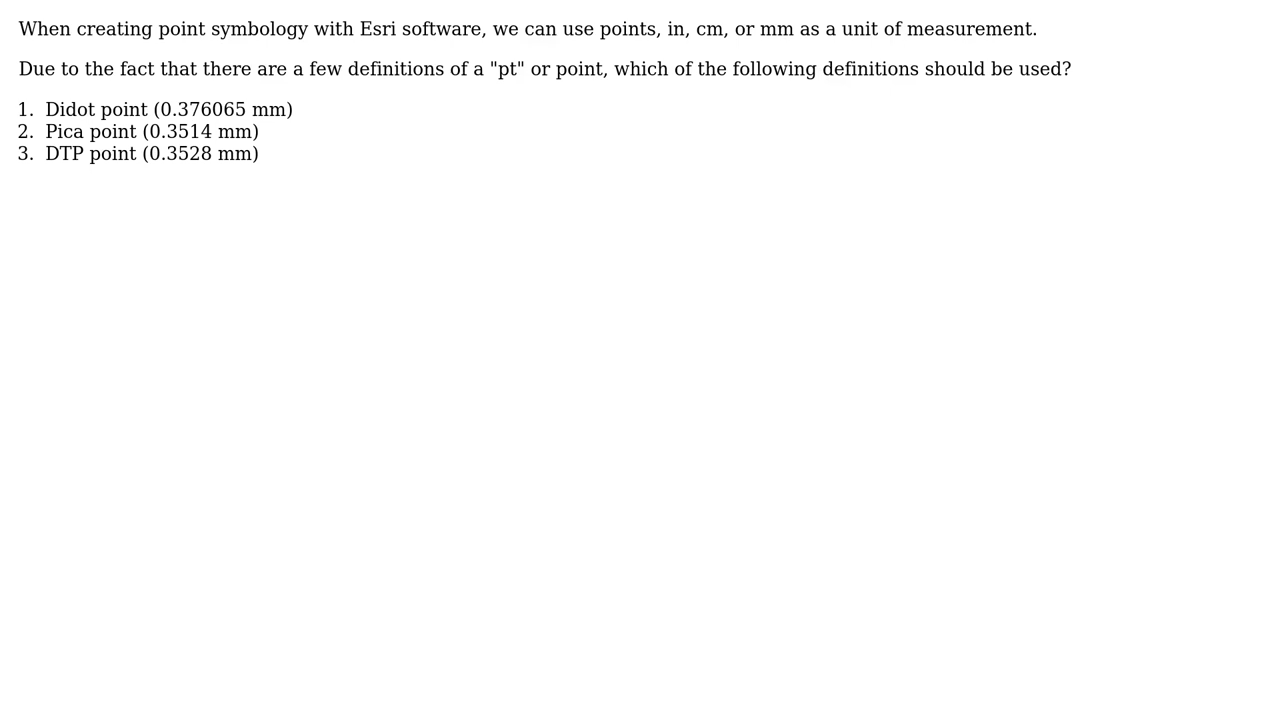 When creating point symbology with Esri software, we can use points, in, cm, or mm as a unit of measurement.
Due to the fact that there are a few definitions of a "pt" or point, which of the following definitions should be used?
1. Didot point (0.376065 mm)
2. Pica point (0.3514 mm)
3. DTP point (0.3528 mm)